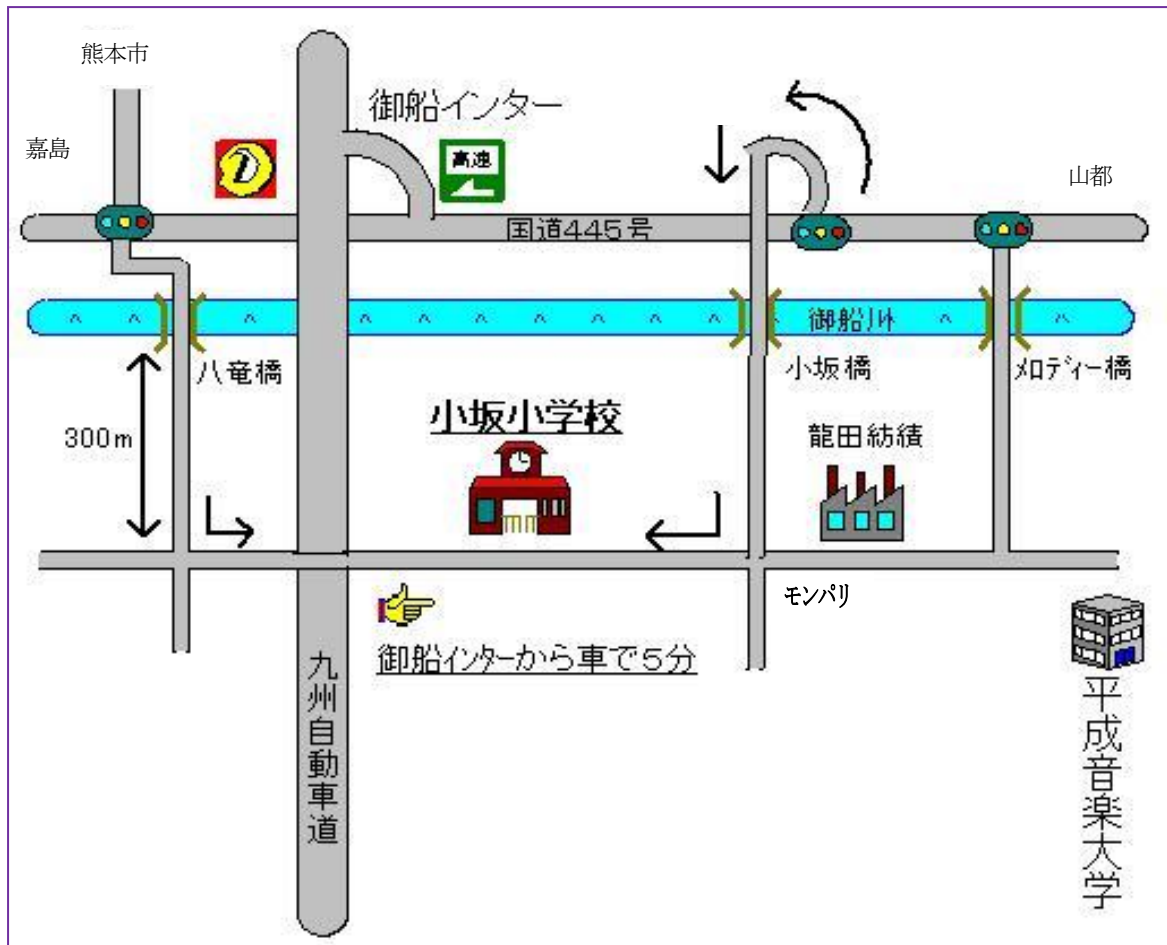 熊本市
御船インター
高速
嘉島
山都
国道445号
御船川
八竜橋
小坂橋
メロディー橋
300m
小坂小学校
龍田紡績
モンパリ
御船インターから車で5分
九州自動車道
平成音楽大学